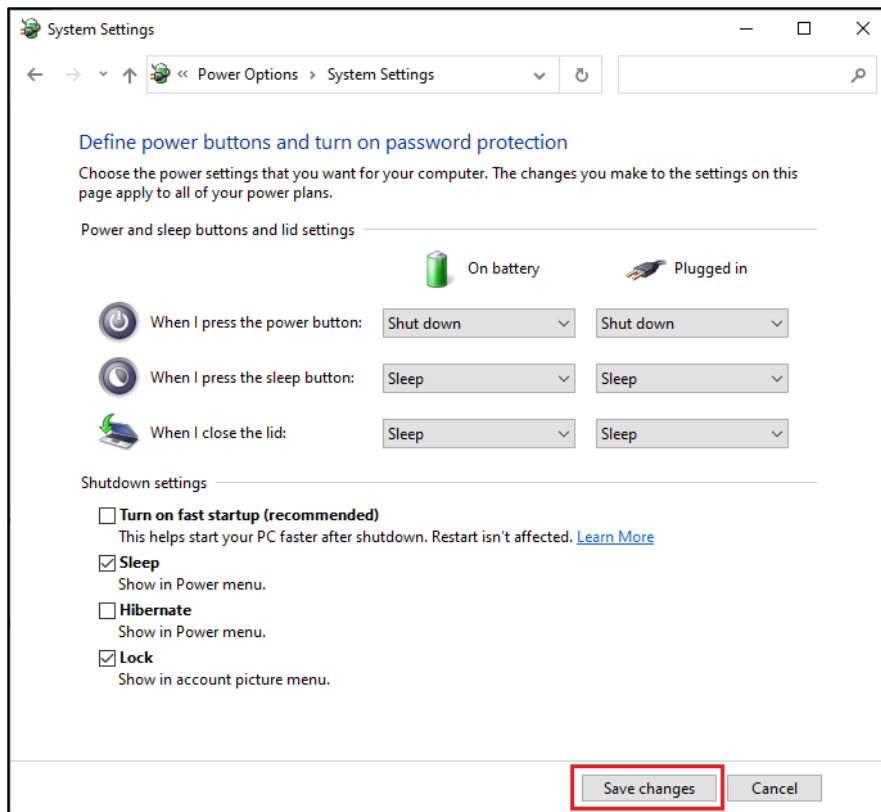 System Settings
« Power Options > System Settings
Define power buttons and turn on password protection
Choose the power settings that you want for your computer. The changes you make to the settings on this
page apply to all of your power plans.
Power and sleep buttons and lid settings
On battery Plugged in
When I press the power button: Shut down Shut down
When I press the sleep button: Sleep Sleep
When I close the lid: Sleep Sleep
Shutdown settings
Turn on fast startup (recommended)
This helps start your PC faster after shutdown. Restart isn't affected. Learn More
Sleep
Show in Power menu.
Hibernate
Show in Power menu.
Lock
Show in account picture menu.
Save changes Cancel